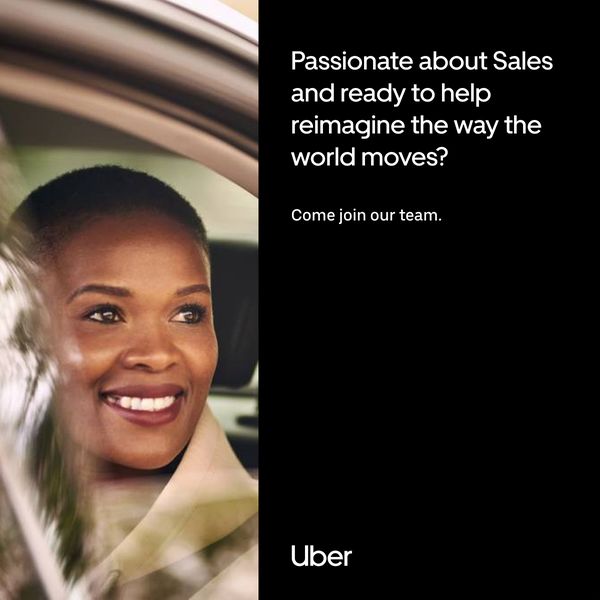 Passionate about Sales
and ready to help
reimagine the way the
world moves?
Come join our team.
Uber